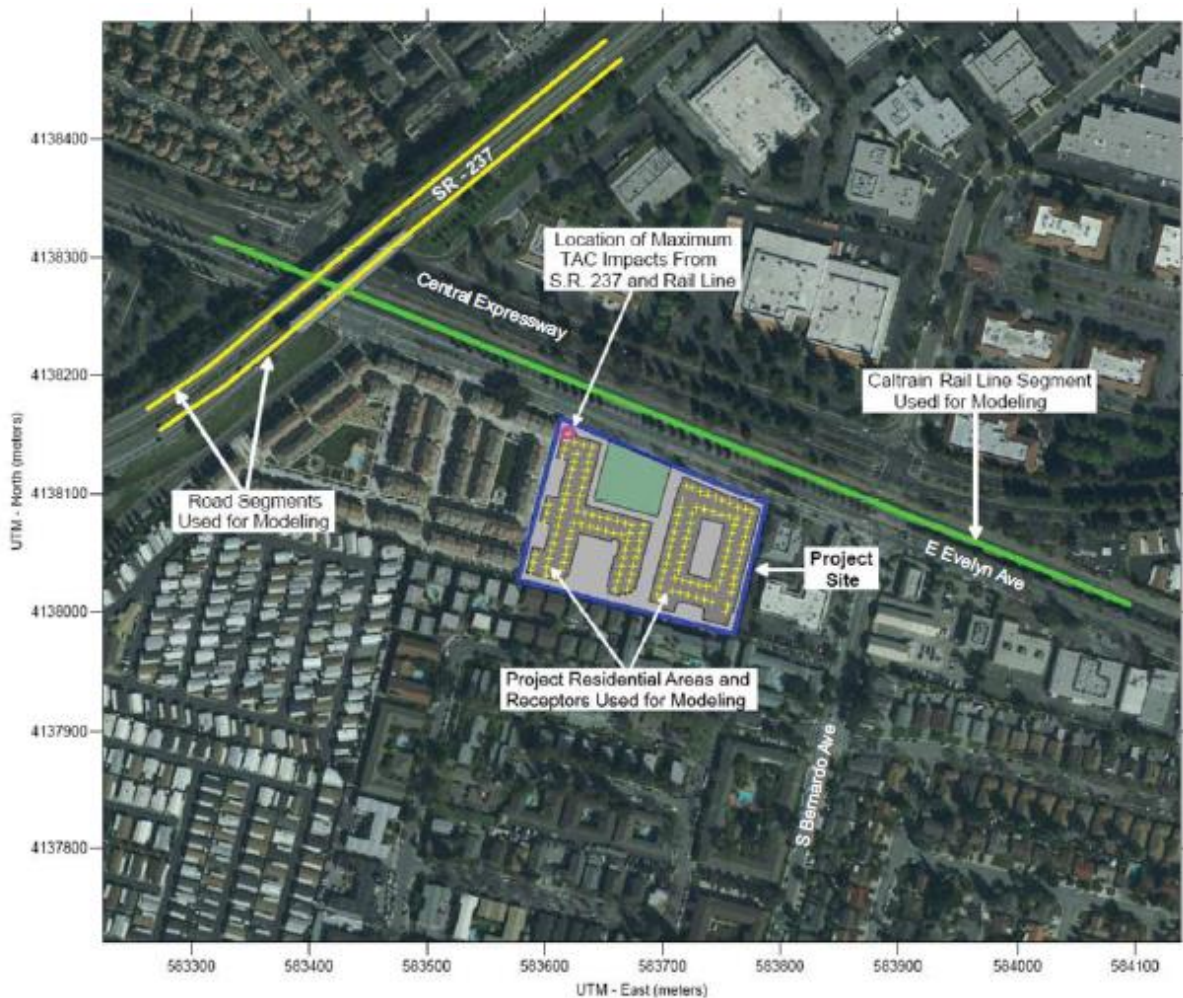 4138400
4138300
4138200
4138100
4138000
4137900
4137800
UTM - North (meters)
SR - 237
Location of Maximum
TAC Impacts From
S.R. 237 and Rail Line
Central Expressway
Caltrain Rail Line Segment
Used for Modeling
Road Segments
Used for Modeling
Project
Site
E Evelyn Ave
Project Residential Areas and
Receptors Used for Modeling
S Bernardo Ave
583300
583400
583500
583600
583700
583800
583900
584000
584100
UTM - East (meters)